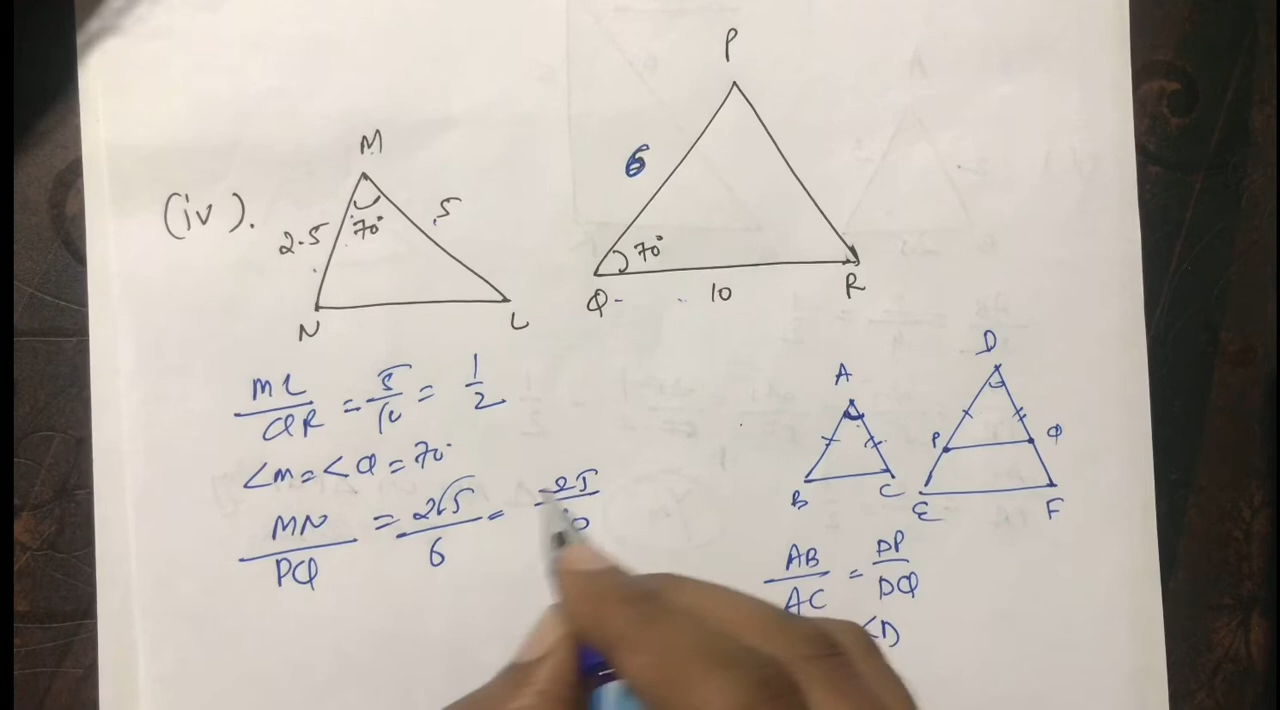 (iv).
M
2.5
70°
5
N
L
P
6
70°
Q
10
R
ML/QR = 5/10 = 1/2
∠M = ∠Q = 70°
MN/PQ = 2.5/6 = 25
A
B
C
D
P
Q
E
F
AB/AC = DP/DQ
∠D